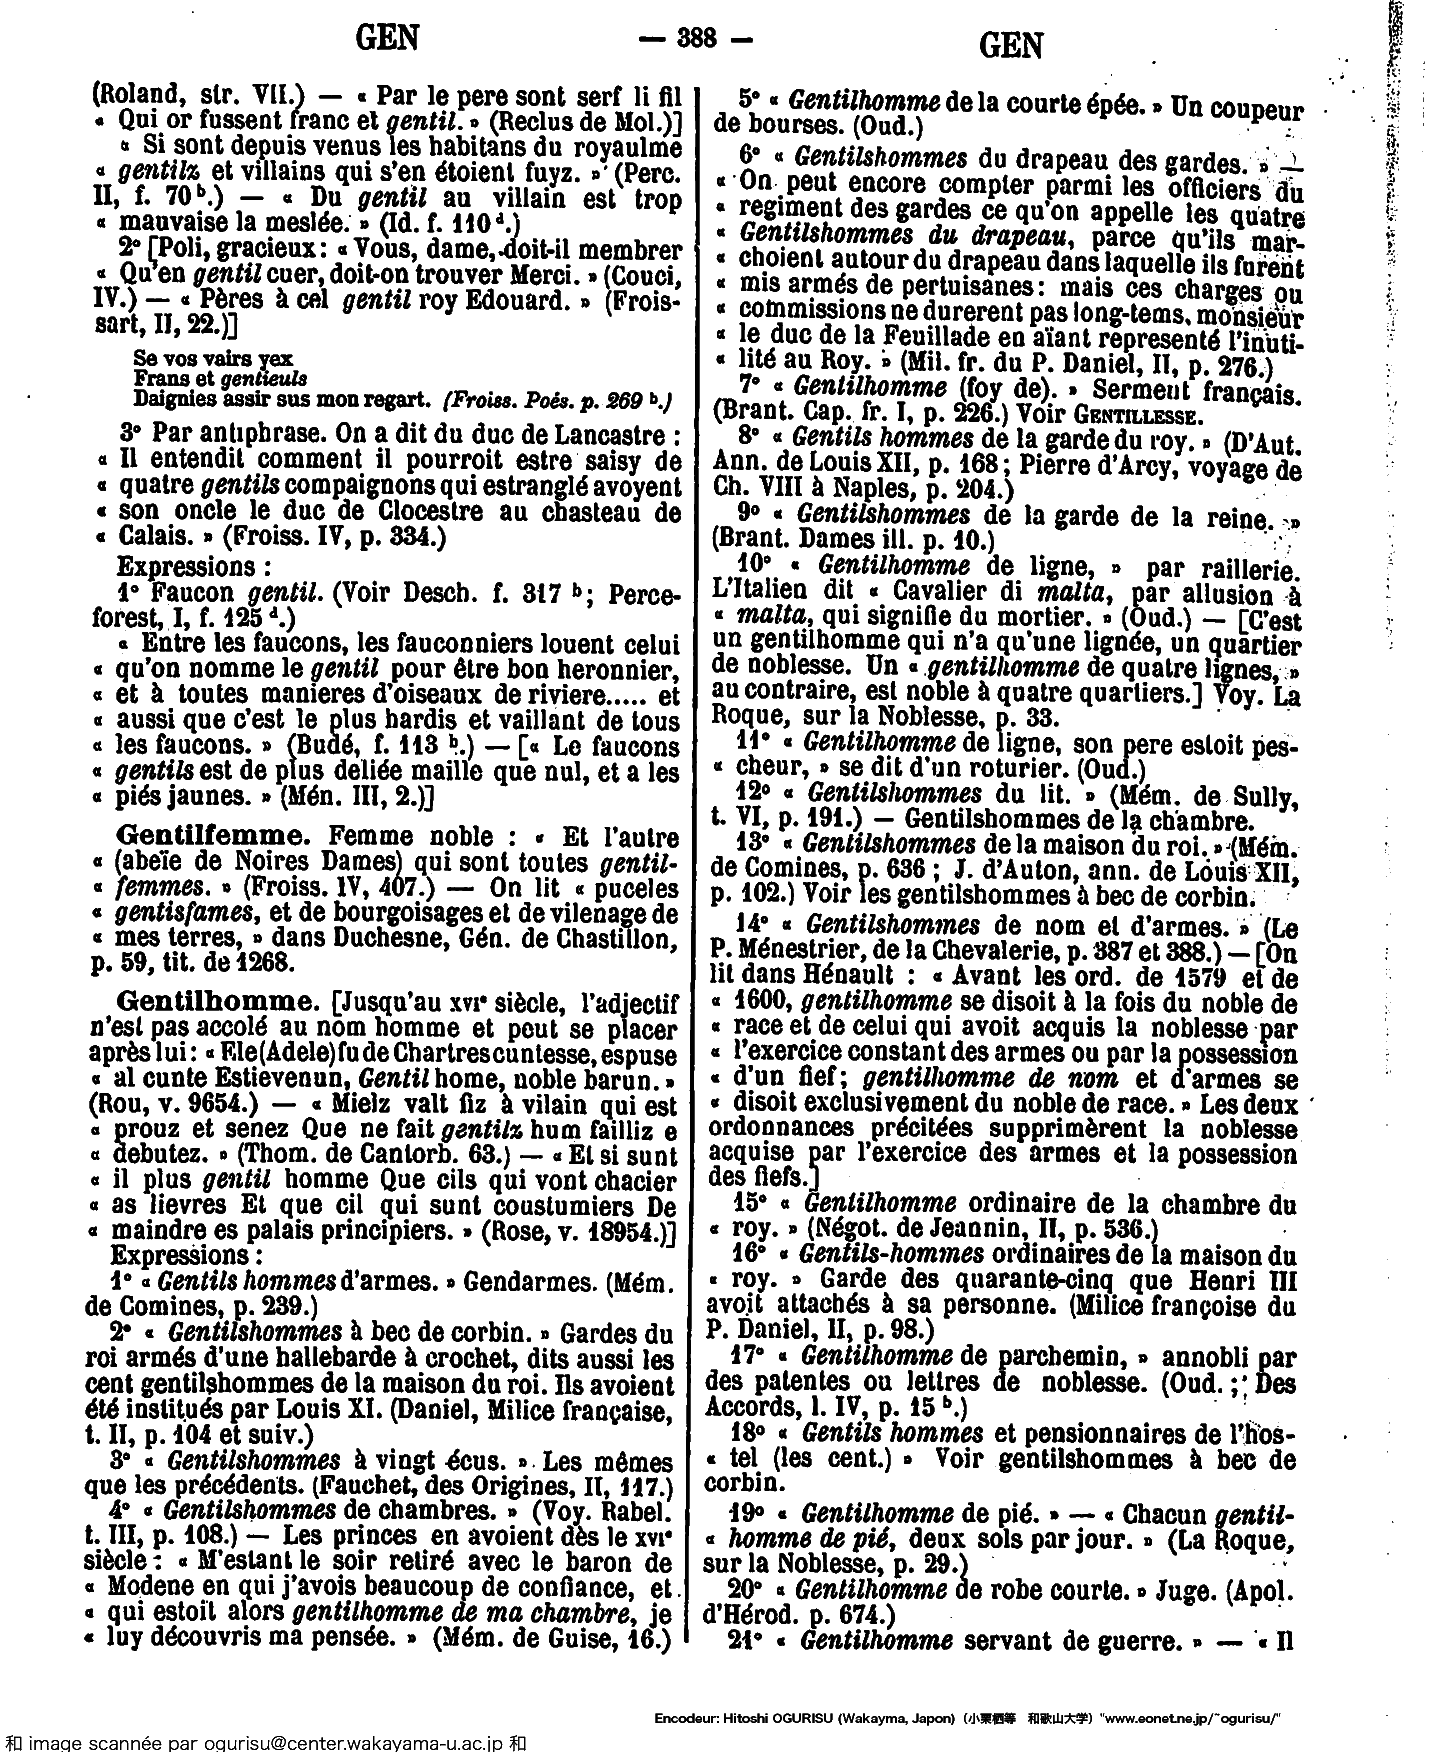 GEN — 388 — GEN
(Roland, str. VII.) — « Par le pere sont serf li fil
« Qui or fussent franc et gentil. » (Reclus de Mol.)]
« Si sont depuis venus les habitans du royaulme
« gentilz et villains qui s'en étoient fuyz. » (Perc.
II, f. 70 b.) — « Du gentil au villain est trop
« mauvaise la meslée. » (Id. f. 110 d.)
2° [Poli, gracieux : « Vous, dame, doit-il membrer
« Qu'en gentil cuer, doit-on trouver Merci. » (Couci,
IV.) — « Pères à cel gentil roy Edouard. » (Frois-
sart, II, 22.)]
Se vos vairs yex
Frans et gentieuls
Daignies assir sus mon regart. (Froiss. Poés. p. 269 b.)
3° Par antiphrase. On a dit du duc de Lancastre :
« Il entendit comment il pourroit estre saisy de
« quatre gentils compaignons qui estranglé avoyent
« son oncle le duc de Clocestre au chasteau de
« Calais. » (Froiss. IV, p. 334.)
Expressions :
1° Faucon gentil. (Voir Desch. f. 317 b ; Perce-
forest, I, f. 125 d.)
« Entre les faucons, les fauconniers louent celui
« qu'on nomme le gentil pour être bon heronnier,
« et à toutes manieres d'oiseaux de riviere..... et
« aussi que c'est le plus hardis et vaillant de tous
« les faucons. » (Budé, f. 113 b.) — [« Le faucons
« gentils est de plus deliée maille que nul, et a les
« piés jaunes. » (Mén. III, 2.)]
Gentilfemme. Femme noble : « Et l'autre
« (abeïe de Noires Dames) qui sont toutes gentil-
« femmes. » (Froiss. IV, 407.) — On lit « puceles
« gentisfames, et de bourgoisages et de vilenage de
« mes terres, » dans Duchesne, Gén. de Chastillon,
p. 59, tit. de 1268.
Gentilhomme. [Jusqu'au XVIe siècle, l'adjectif
n'est pas accolé au nom homme et peut se placer
après lui : « Ele (Adele) fu de Chartres cuntesse, espuse
« al cunte Estievenun, Gentil home, noble barun. »
(Rou, v. 9654.) — « Mielz valt fiz à vilain qui est
« prouz et senez Que ne fait gentilz hum failliz e
« debutez. » (Thom. de Cantorb. 63.) — « Et si sunt
« il plus gentil homme Que cils qui vont chacier
« as lievres Et que cil qui sunt coustumiers De
« maindre es palais principiers. » (Rose, v. 18954.)]
Expressions :
1° « Gentils hommes d'armes. » Gendarmes. (Mém.
de Comines, p. 239.)
2° « Gentilshommes à bec de corbin. » Gardes du
roi armés d'une hallebarde à crochet, dits aussi les
cent gentilshommes de la maison du roi. Ils avoient
été institués par Louis XI. (Daniel, Milice française,
t. II, p. 104 et suiv.)
3° « Gentilshommes à vingt écus. » Les mêmes
que les précédents. (Fauchet, des Origines, II, 117.)
4° « Gentilshommes de chambres. » (Voy. Rabel.
t. III, p. 108.) — Les princes en avoient dès le XVIe
siècle : « M'estant le soir retiré avec le baron de
« Modene en qui j'avois beaucoup de confiance, et
« qui estoit alors gentilhomme de ma chambre, je
« luy découvris ma pensée. » (Mém. de Guise, 16.)
5° « Gentilhomme de la courte épée. » Un coupeur
de bourses. (Oud.)
6° « Gentilshommes du drapeau des gardes. » —
« On peut encore compter parmi les officiers du
« regiment des gardes ce qu'on appelle les quatre
« Gentilshommes du drapeau, parce qu'ils mar-
« choient autour du drapeau dans laquelle ils furent
« mis armés de pertuisanes : mais ces charges ou
« commissions ne durerent pas long-tems, monsieur
« le duc de la Feuillade en aïant representé l'inuti-
« lité au Roy. » (Mil. fr. du P. Daniel, II, p. 276.)
7° « Gentilhomme (foy de). » Serment français.
(Brant. Cap. fr. I, p. 226.) Voir GENTILLESSE.
8° « Gentils hommes de la garde du roy. » (D'Aut.
Ann. de Louis XII, p. 168 ; Pierre d'Arcy, voyage de
Ch. VIII à Naples, p. 204.)
9° « Gentilshommes de la garde de la reine. »
(Brant. Dames ill. p. 10.)
10° « Gentilhomme de ligne, » par raillerie.
L'Italien dit « Cavalier di malta, par allusion à
« malta, qui signifie du mortier. » (Oud.) — [C'est
un gentilhomme qui n'a qu'une lignée, un quartier
de noblesse. Un « gentilhomme de quatre lignes, »
au contraire, est noble à quatre quartiers.] Voy. La
Roque, sur la Noblesse, p. 33.
11° « Gentilhomme de ligne, son pere estoit pes-
« cheur, » se dit d'un roturier. (Oud.)
12° « Gentilshommes du lit. » (Mém. de Sully,
t. VI, p. 191.) — Gentilshommes de la chambre.
13° « Gentilshommes de la maison du roi. » (Mém.
de Comines, p. 636 ; J. d'Auton, ann. de Louis XII,
p. 102.) Voir les gentilshommes à bec de corbin.
14° « Gentilshommes de nom et d'armes. » (Le
P. Ménestrier, de la Chevalerie, p. 387 et 388.) — [On
lit dans Hénault : « Avant les ord. de 1579 et de
« 1600, gentilhomme se disoit à la fois du noble de
« race et de celui qui avoit acquis la noblesse par
« l'exercice constant des armes ou par la possession
« d'un fief ; gentilhomme de nom et d'armes se
« disoit exclusivement du noble de race. » Les deux
ordonnances précitées supprimèrent la noblesse
acquise par l'exercice des armes et la possession
des fiefs.]
15° « Gentilhomme ordinaire de la chambre du
« roy. » (Négot. de Jeannin, II, p. 536.)
16° « Gentils-hommes ordinaires de la maison du
« roy. » Garde des quarante-cinq que Henri III
avoit attachés à sa personne. (Milice françoise du
P. Daniel, II, p. 98.)
17° « Gentilhomme de parchemin, » annobli par
des patentes ou lettres de noblesse. (Oud. ; Des
Accords, l. IV, p. 15 b.)
18° « Gentils hommes et pensionnaires de l'hos-
« tel (les cent.) » Voir gentilshommes à bec de
corbin.
19° « Gentilhomme de pié. » — « Chacun gentil-
« homme de pié, deux sols par jour. » (La Roque,
sur la Noblesse, p. 29.)
20° « Gentilhomme de robe courte. » Juge. (Apol.
d'Hérod. p. 674.)
21° « Gentilhomme servant de guerre. » — « Il
Encodeur: Hitoshi OGURISU (Wakayma, Japon) (小栗栖等 和歌山大学) "www.eonet.ne.jp/~ogurisu/"
和 image scannée par ogurisu@center.wakayama-u.ac.jp 和